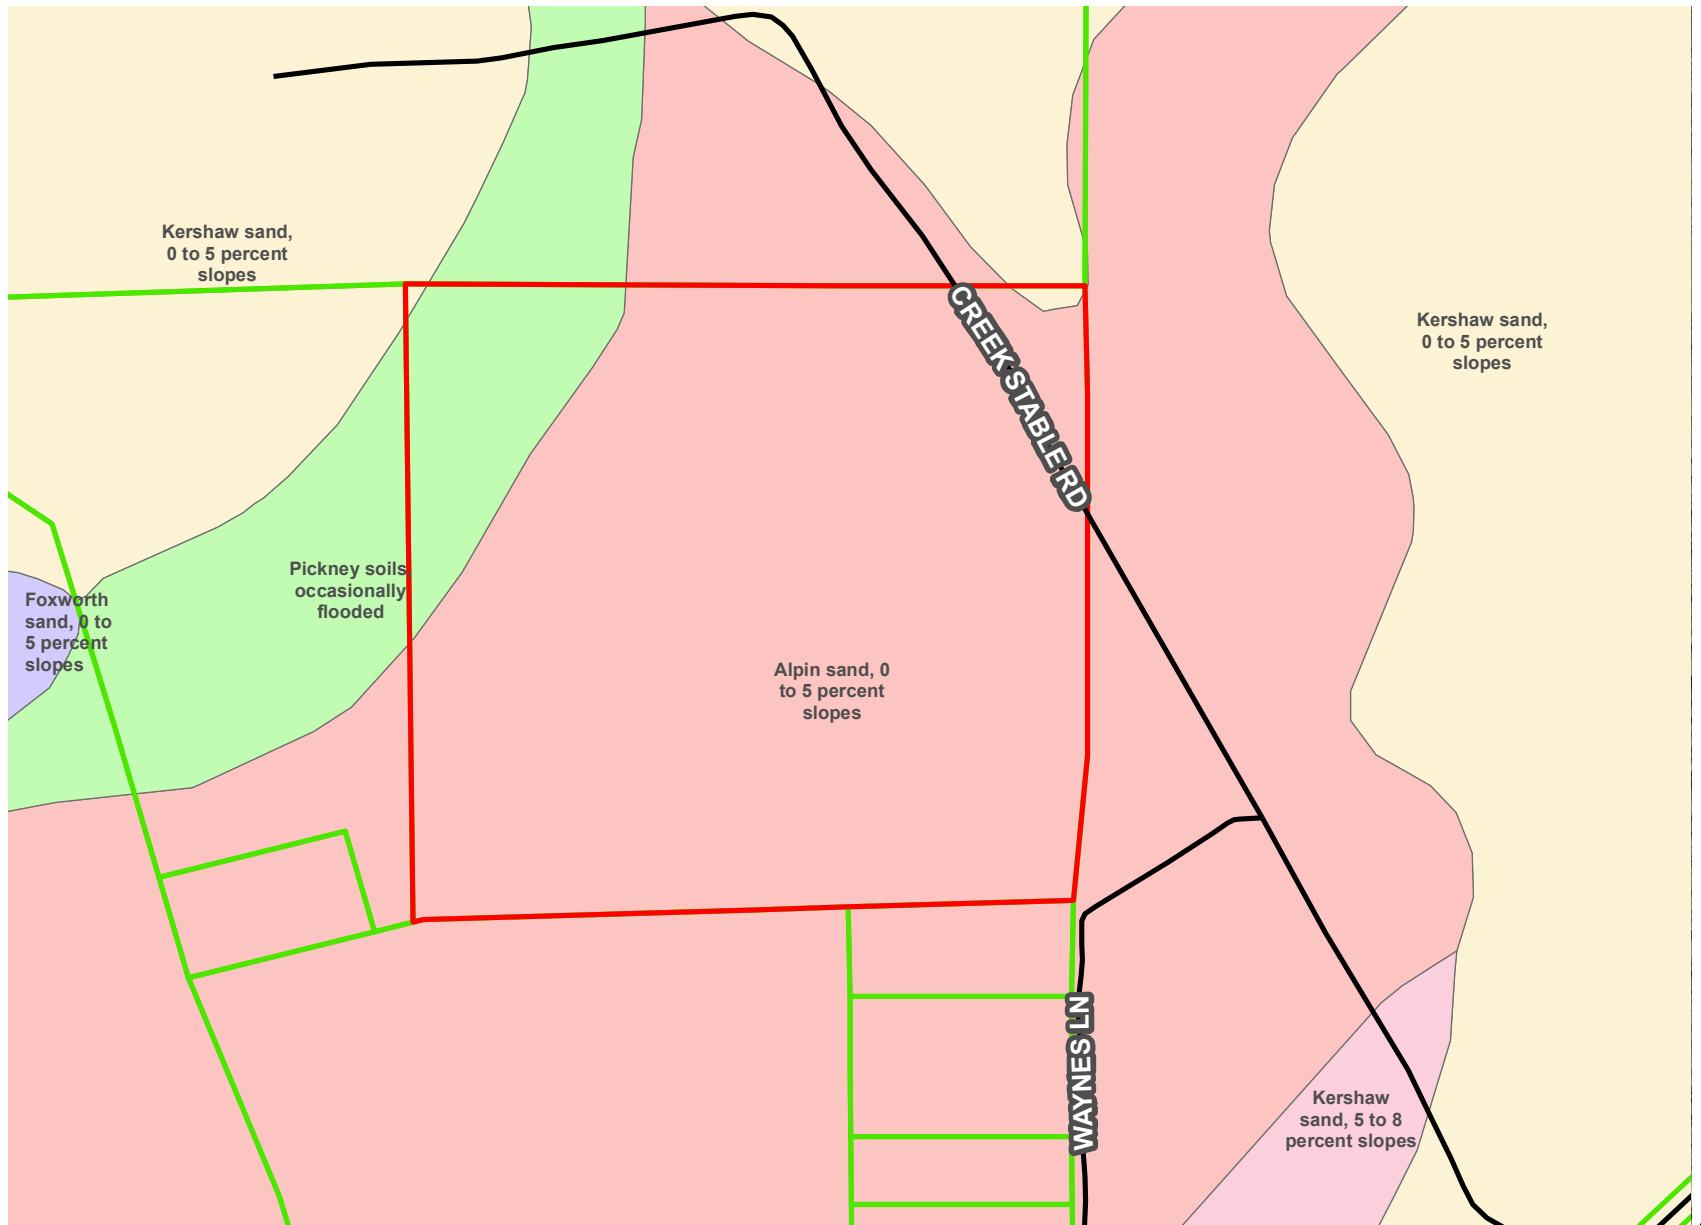 Kershaw sand,
0 to 5 percent
slopes
CREEK STABLE RD
Kershaw sand,
0 to 5 percent
slopes
Pickney soils,
occasionally
flooded
Foxworth
sand, 0 to
5 percent
slopes
Alpin sand, 0
to 5 percent
slopes
WAYNES LN
Kershaw
sand, 5 to 8
percent slopes